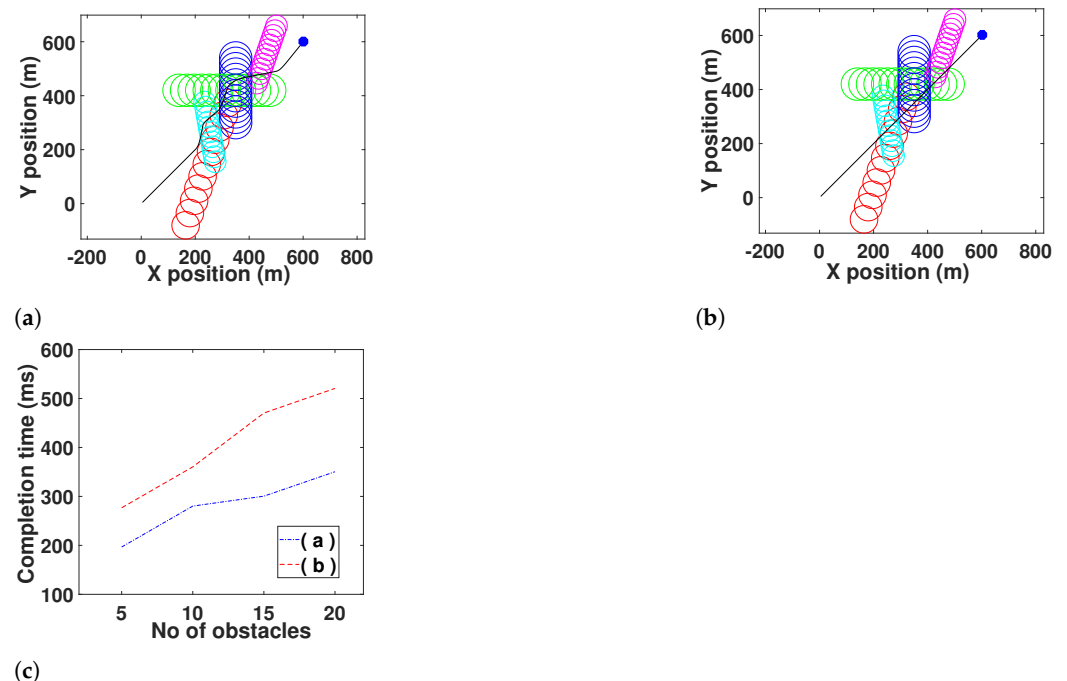 600
400
200
0
Y position (m)
-200 0 200 400 600 800
X position (m)
(a)
600
400
200
0
Y position (m)
-200 0 200 400 600 800
X position (m)
(b)
600
500
400
300
200
100
Completion time (ms)
( a )
( b )
5 10 15 20
No of obstacles
(c)